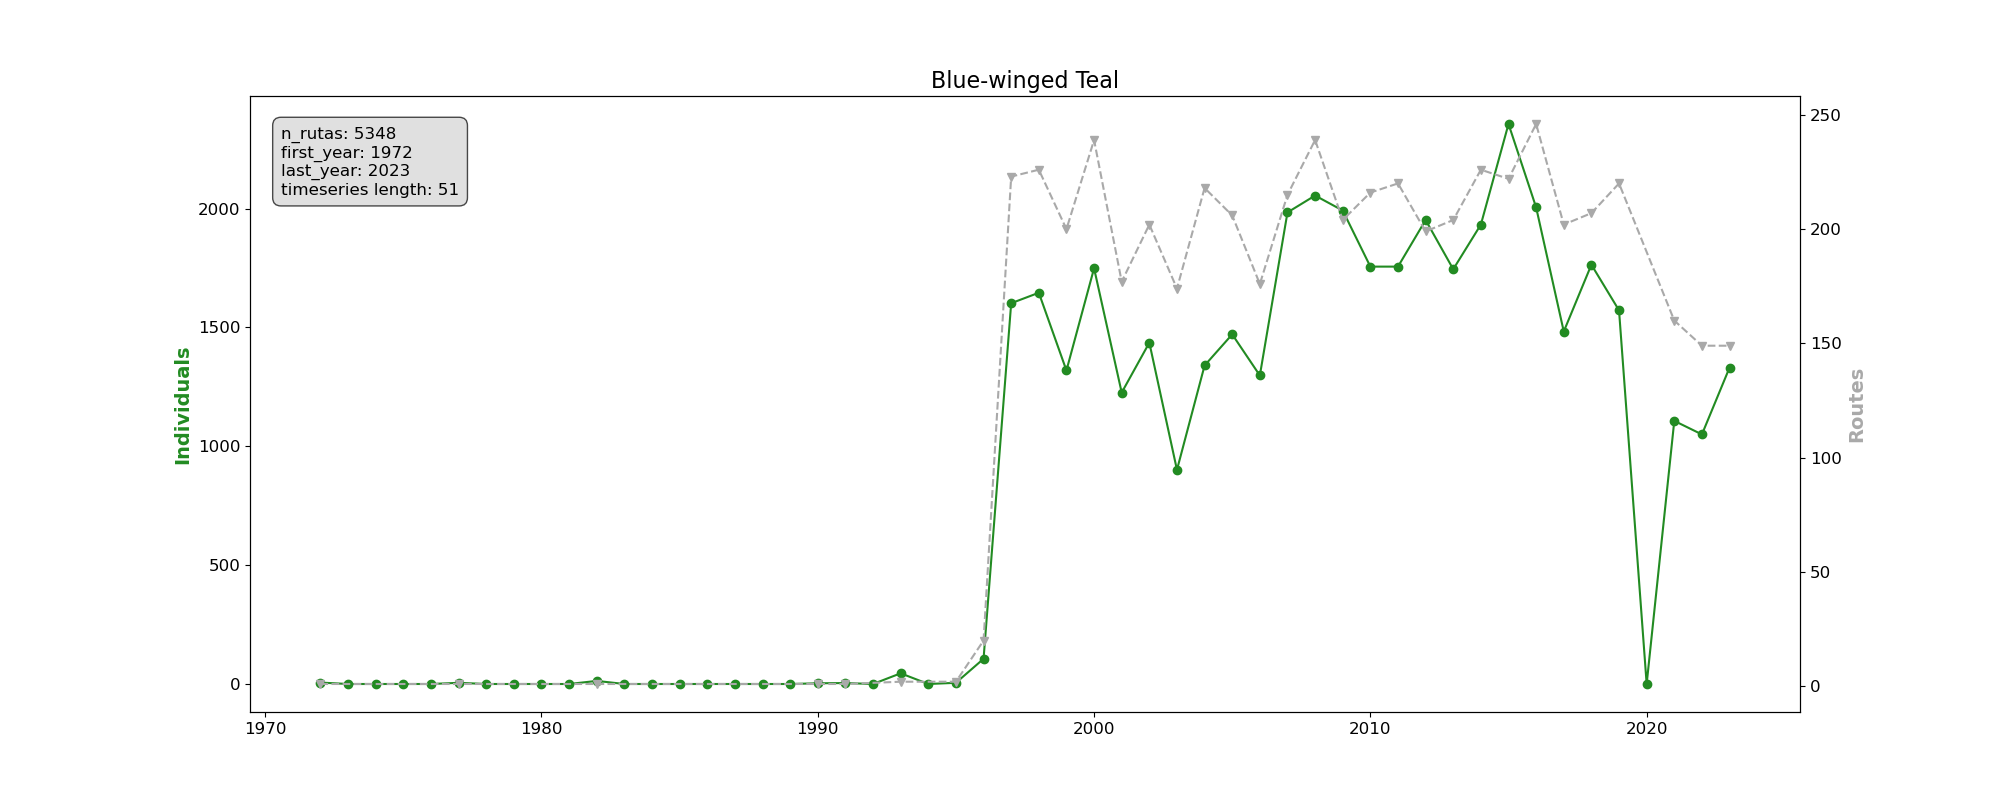 Blue-winged Teal
n_rutas: 5348
first_year: 1972
last_year: 2023
timeseries length: 51
Individuals
2000
1500
1000
500
0
250
200
150
100
50
0
Routes
1970 1980 1990 2000 2010 2020